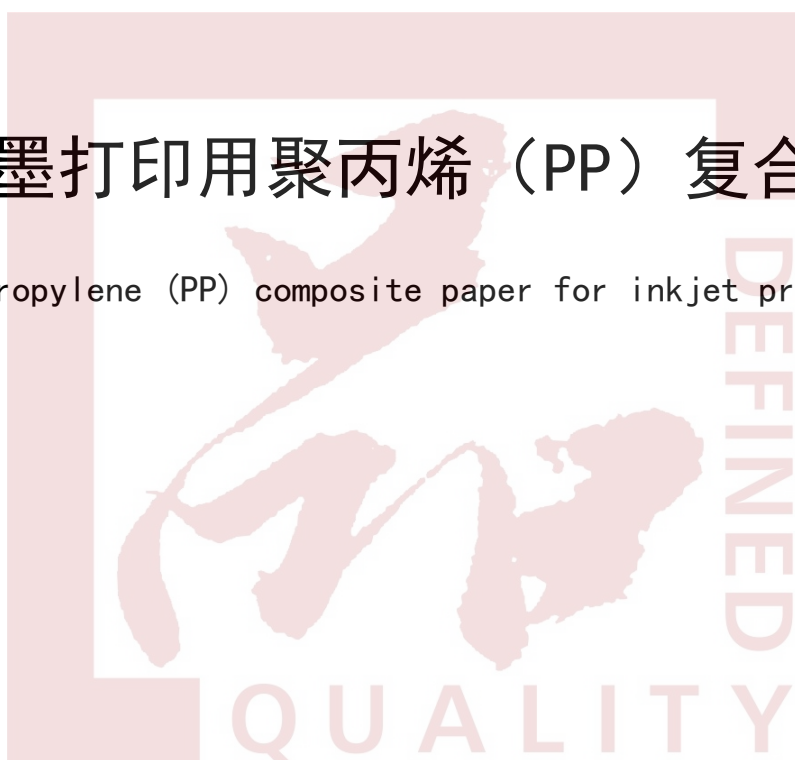 墨打印用聚丙烯（PP）复合
ropylene (PP) composite paper for inkjet pr
DEFINED
QUALITY